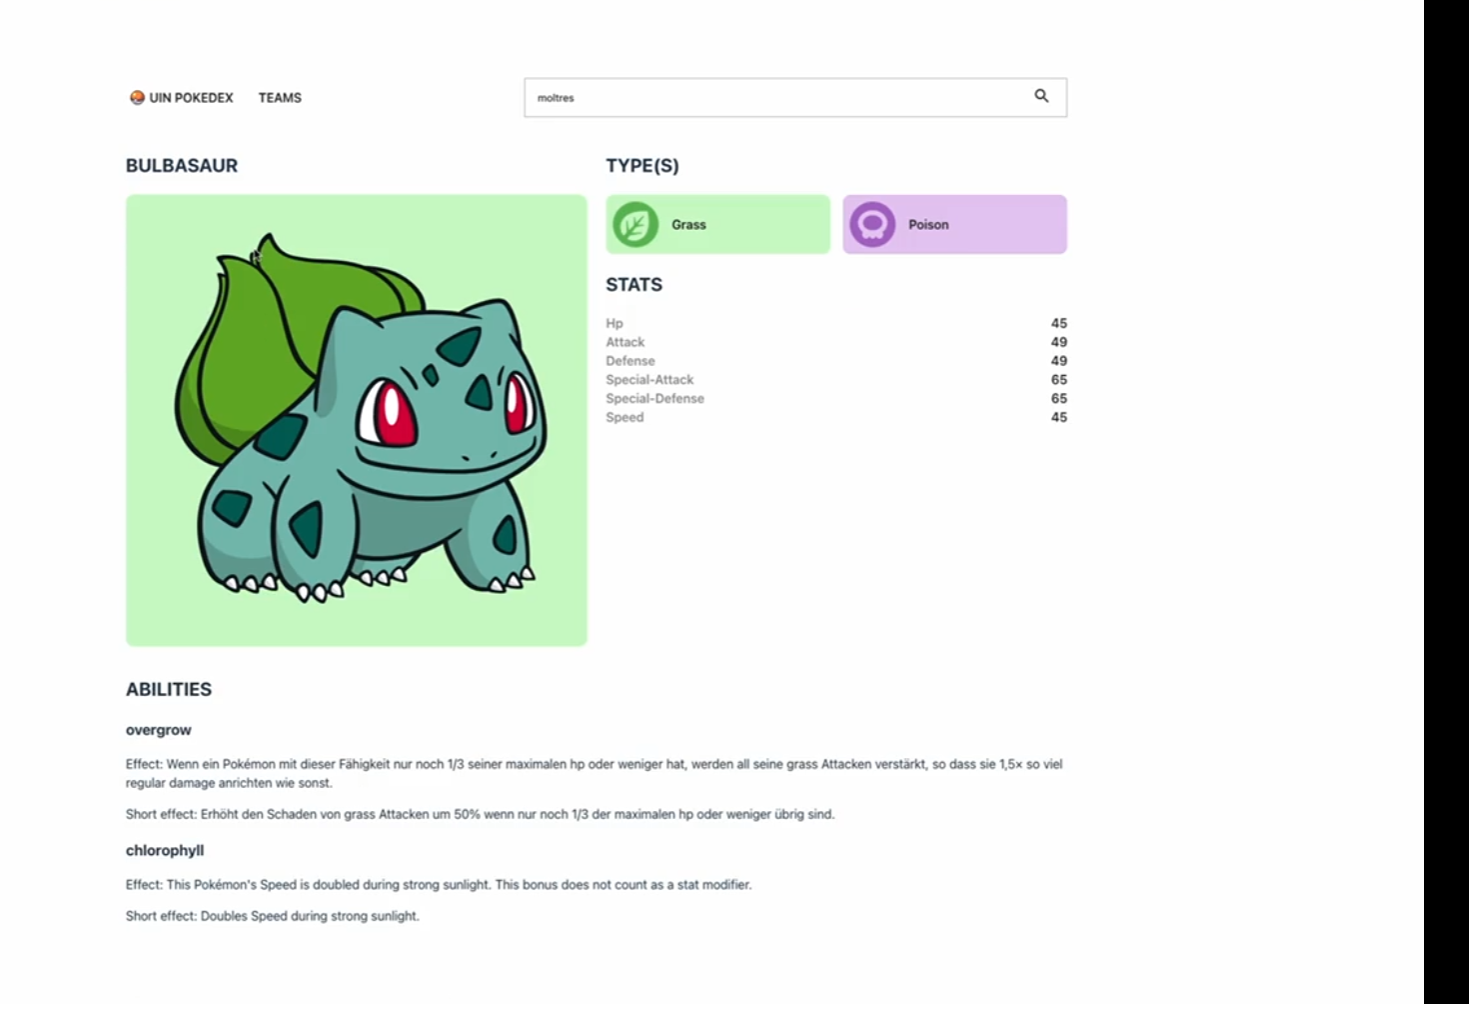 UIN POKEDEX TEAMS
moltres
BULBASAUR
TYPE(S)
Grass
Poison
STATS
Hp 45
Attack 49
Defense 49
Special-Attack 65
Special-Defense 65
Speed 45
ABILITIES
overgrow
Effect: Wenn ein Pokémon mit dieser Fähigkeit nur noch 1/3 seiner maximalen hp oder weniger hat, werden all seine grass Attacken verstärkt, so dass sie 1,5× so viel
regular damage anrichten wie sonst.
Short effect: Erhöht den Schaden von grass Attacken um 50% wenn nur noch 1/3 der maximalen hp oder weniger übrig sind.
chlorophyll
Effect: This Pokémon's Speed is doubled during strong sunlight. This bonus does not count as a stat modifier.
Short effect: Doubles Speed during strong sunlight.